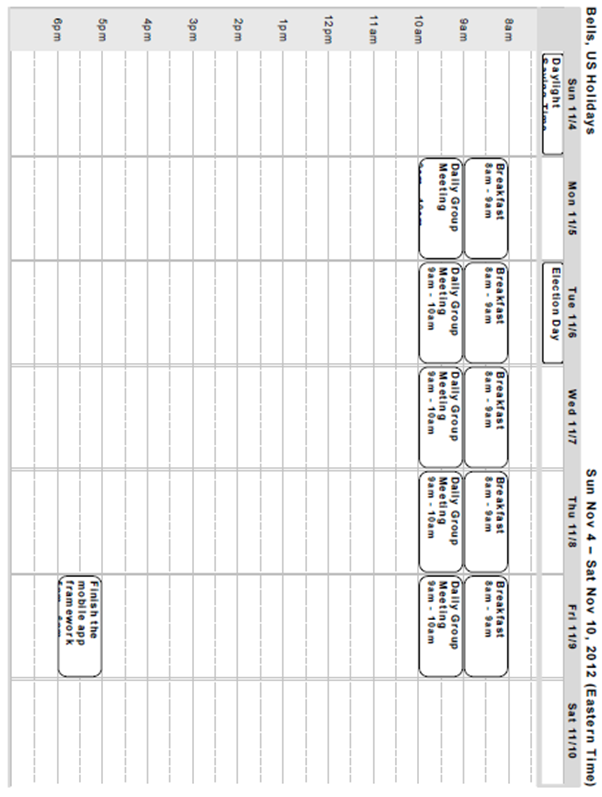 Bells, US Holidays
Sun Nov 4 – Sat Nov 10, 2012 (Eastern Time)
Sun 11/4
Mon 11/5
Tue 11/6
Wed 11/7
Thu 11/8
Fri 11/9
Sat 11/10
Daylight
Saving Time
Election Day
8am
9am
10am
11am
12pm
1pm
2pm
3pm
4pm
5pm
6pm
Breakfast
8am - 9am
Daily Group
Meeting
Breakfast
8am - 9am
Daily Group
Meeting
9am - 10am
Breakfast
8am - 9am
Daily Group
Meeting
9am - 10am
Breakfast
8am - 9am
Daily Group
Meeting
9am - 10am
Breakfast
8am - 9am
Daily Group
Meeting
9am - 10am
Finish the
mobile app
framework